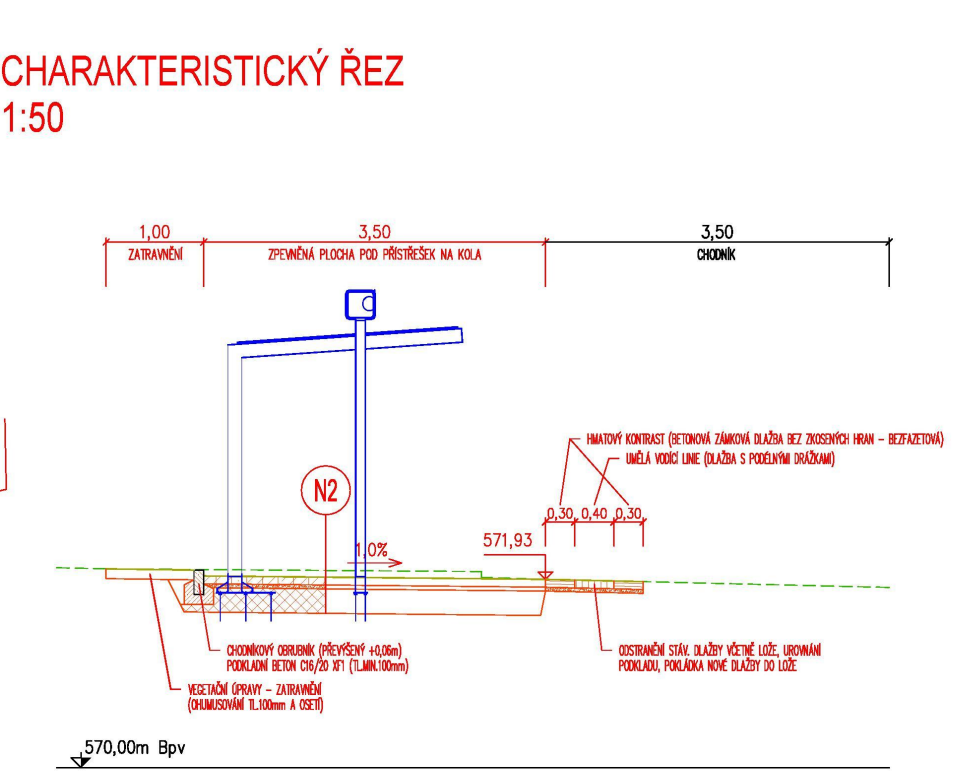 CHARAKTERISTICKÝ ŘEZ
1:50
1,00
3,50
3,50
ZATRAVNĚNÍ
ZPEVNĚNÁ PLOCHA POD PŘÍSTŘEŠEK NA KOLA
CHODNÍK
HMATOVÝ KONTRAST (BETONOVÁ ZÁMKOVÁ DLAŽBA BEZ ZKOSENÝCH HRAN – BEZFAZETOVÁ)
UMĚLÁ VODÍCÍ LINIE (DLAŽBA S PODÉLNÝMI DRÁŽKAMI)
N2
0,30
0,40
0,30
571,93
1,0%
CHODNÍKOVÝ OBRUBNÍK (PŘEVÝŠENÝ +0,06m)
PODKLADNÍ BETON C16/20 XF1 (TL.MIN.100mm)
ODSTRANĚNÍ STÁV. DLAŽBY VČETNĚ LOŽE, UROVNÁNÍ
PODKLADU, POKLÁDKA NOVÉ DLAŽBY DO LOŽE
VEGETAČNÍ ÚPRAVY – ZATRAVNĚNÍ
(OHUMUSOVÁNÍ TL.100mm A OSETÍ)
570,00m Bpv